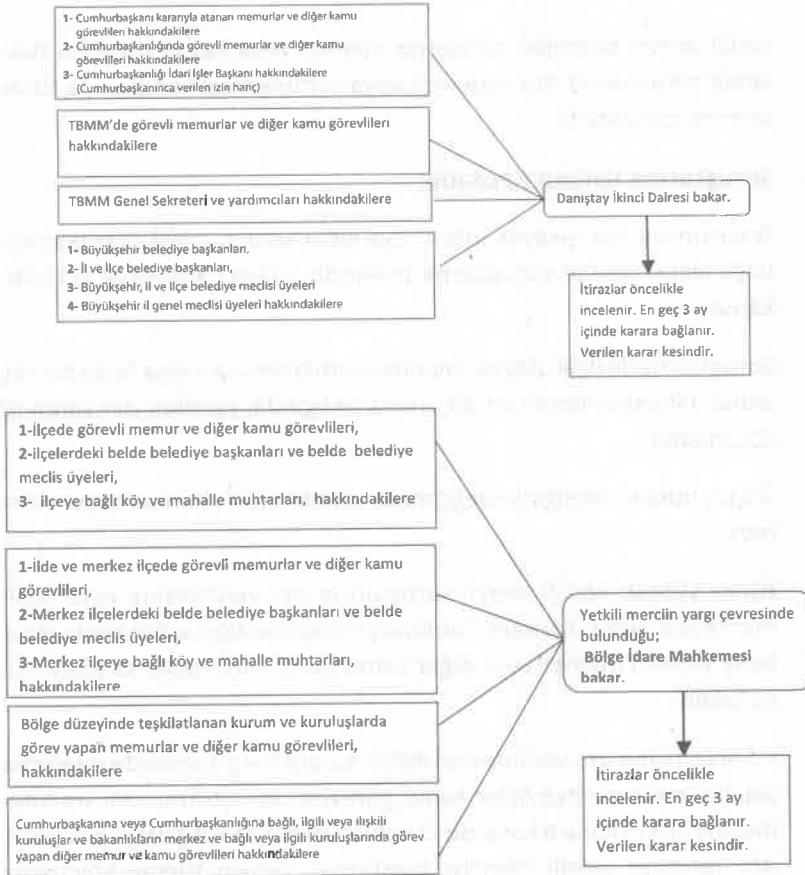 1- Cumhurbaşkanı kararıyla atanan memurlar ve diğer kamu
görevlileri hakkındakilere
2- Cumhurbaşkanlığında görevli memurlar ve diğer kamu
görevlileri hakkındakilere
3- Cumhurbaşkanlığı İdari İşler Başkanı hakkındakilere
(Cumhurbaşkanınca verilen izin hariç)
TBMM'de görevli memurlar ve diğer kamu görevlileri
hakkındakilere
TBMM Genel Sekreteri ve yardımcıları hakkındakilere
1- Büyükşehir belediye başkanları,
2- İl ve İlçe belediye başkanları,
3- Büyükşehir, il ve ilçe belediye meclisi üyeleri
4- Büyükşehir il genel meclisi üyeleri hakkındakilere
Danıştay İkinci Dairesi bakar.
İtirazlar öncelikle
incelenir. En geç 3 ay
içinde karara bağlanır.
Verilen karar kesindir.
1-İlçede görevli memur ve diğer kamu görevlileri,
2-ilçelerdeki belde belediye başkanları ve belde belediye
meclis üyeleri,
3- ilçeye bağlı köy ve mahalle muhtarları, hakkındakilere
1-İlde ve merkez ilçede görevli memurlar ve diğer kamu
görevlileri,
2-Merkez ilçelerdeki belde belediye başkanları ve belde
belediye meclis üyeleri,
3-Merkez ilçeye bağlı köy ve mahalle muhtarları,
hakkındakilere
Bölge düzeyinde teşkilatlanan kurum ve kuruluşlarda
görev yapan memurlar ve diğer kamu görevlileri,
hakkındakilere
Cumhurbaşkanına veya Cumhurbaşkanlığına bağlı, ilgili veya ilişkili
kuruluşlar ve bakanlıkların merkez ve bağlı veya ilgili kuruluşlarında görev
yapan diğer memur ve kamu görevlileri hakkındakilere
Yetkili merciin yargı çevresinde
bulunduğu;
Bölge İdare Mahkemesi
bakar.
İtirazlar öncelikle
incelenir. En geç 3 ay
içinde karara bağlanır.
Verilen karar kesindir.